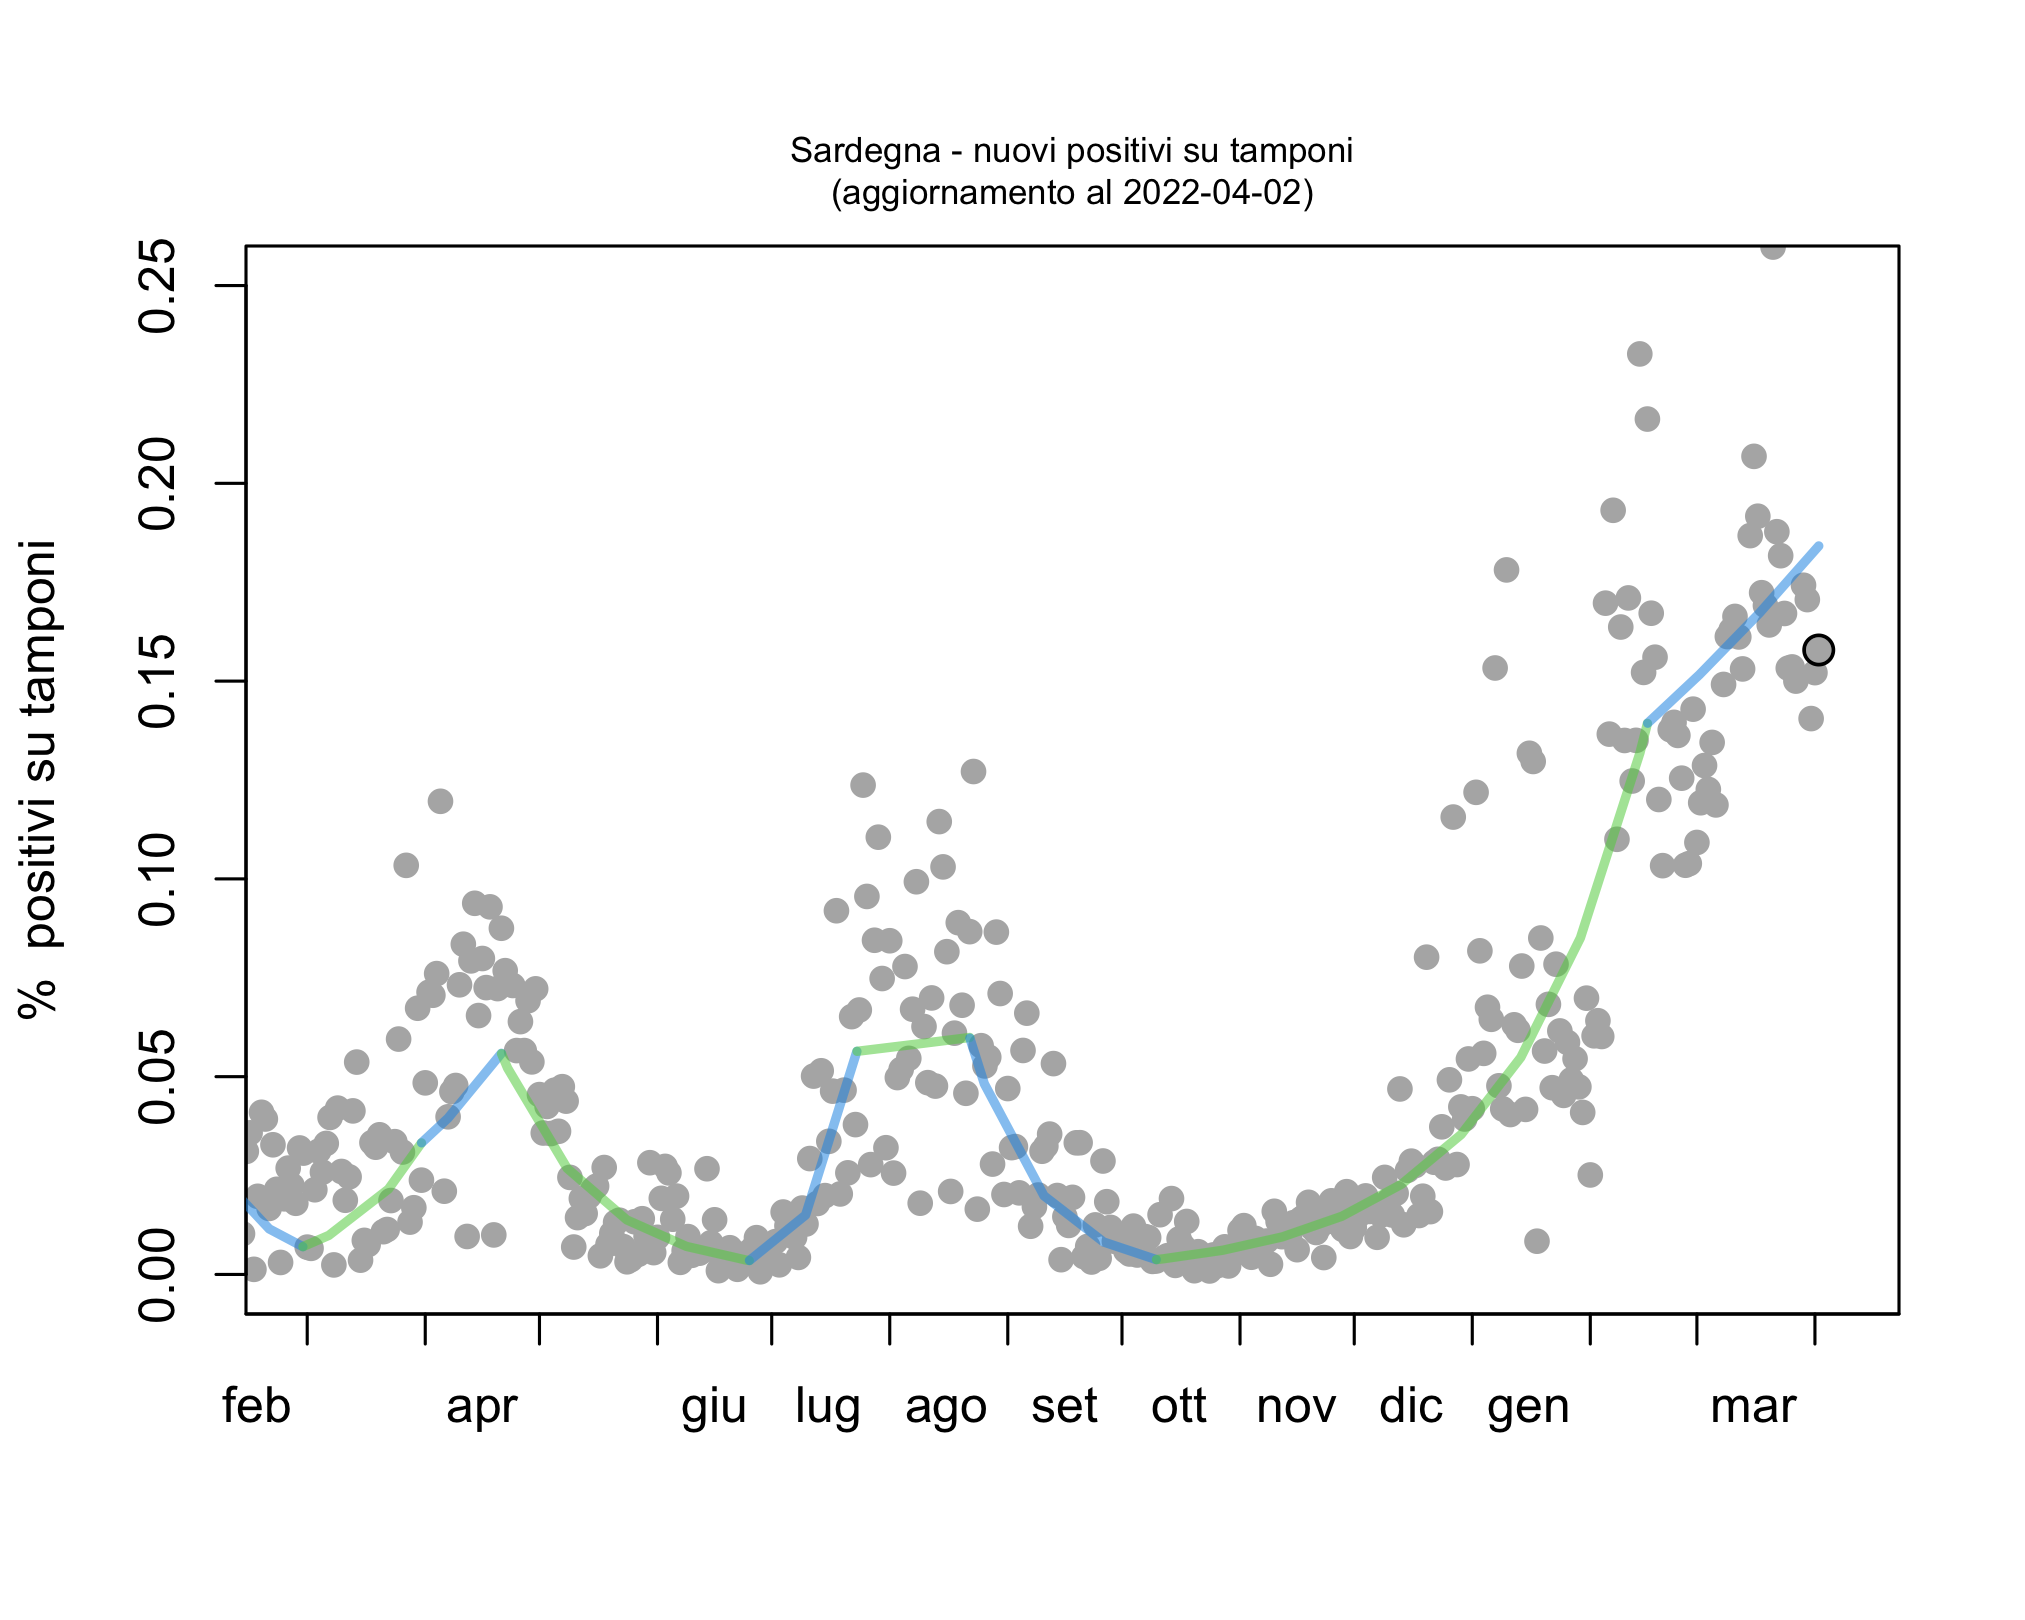 Sardegna - nuovi positivi su tamponi
(aggiornamento al 2022-04-02)
% positivi su tamponi
0.25
0.20
0.15
0.10
0.05
0.00
feb apr giu lug ago set ott nov dic gen mar